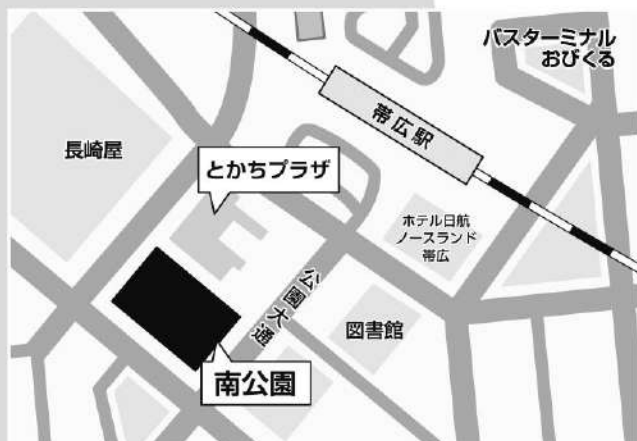 バスターミナル
おびくる
帯広駅
長崎屋
とかちプラザ
ホテル日航
ノースランド
帯広
公園大通
図書館
南公園